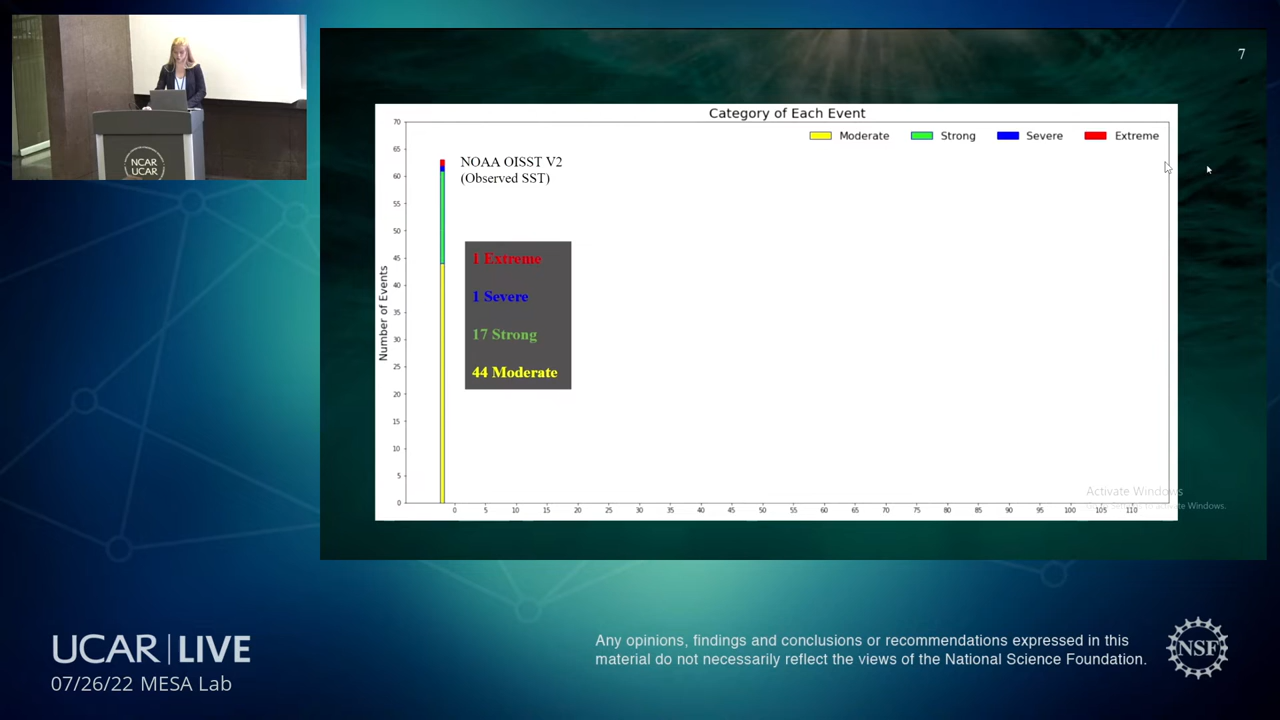 NCAR
UCAR
7
Category of Each Event
Moderate
Strong
Severe
Extreme
NOAA OISST V2
(Observed SST)
1 Extreme
1 Severe
17 Strong
44 Moderate
Number of Events
70
65
60
55
50
45
40
35
30
25
20
15
10
5
0
0 5 10 15 20 25 30 35 40 45 50 55 60 65 70 75 80 85 90 95 100 105 110
Activate Windows
UCAR | LIVE
07/26/22 MESA Lab
Any opinions, findings and conclusions or recommendations expressed in this
material do not necessarily reflect the views of the National Science Foundation.
NSF